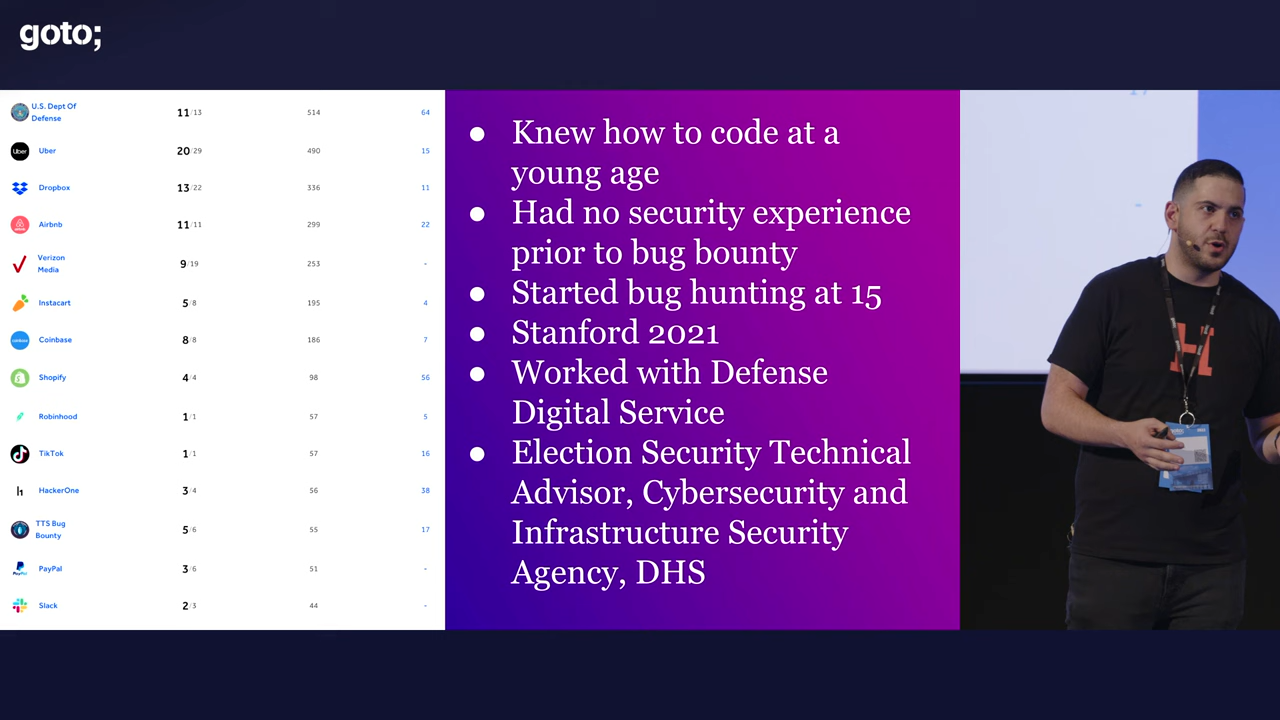 goto;
U.S. Dept Of
Defense
11/13 514 64
Uber 20/29 490 15
Dropbox 13/22 336 11
Airbnb 11/11 299 22
Verizon
Media
9/19 253 -
Instacart 5/8 195 4
Coinbase 8/8 186 7
Shopify 4/4 98 56
Robinhood 1/1 57 5
TikTok 1/1 57 16
HackerOne 3/4 56 38
TTS Bug
Bounty
5/6 55 17
PayPal 3/6 51 -
Slack 2/3 44 -
● Knew how to code at a
young age
● Had no security experience
prior to bug bounty
● Started bug hunting at 15
● Stanford 2021
● Worked with Defense
Digital Service
● Election Security Technical
Advisor, Cybersecurity and
Infrastructure Security
Agency, DHS
H